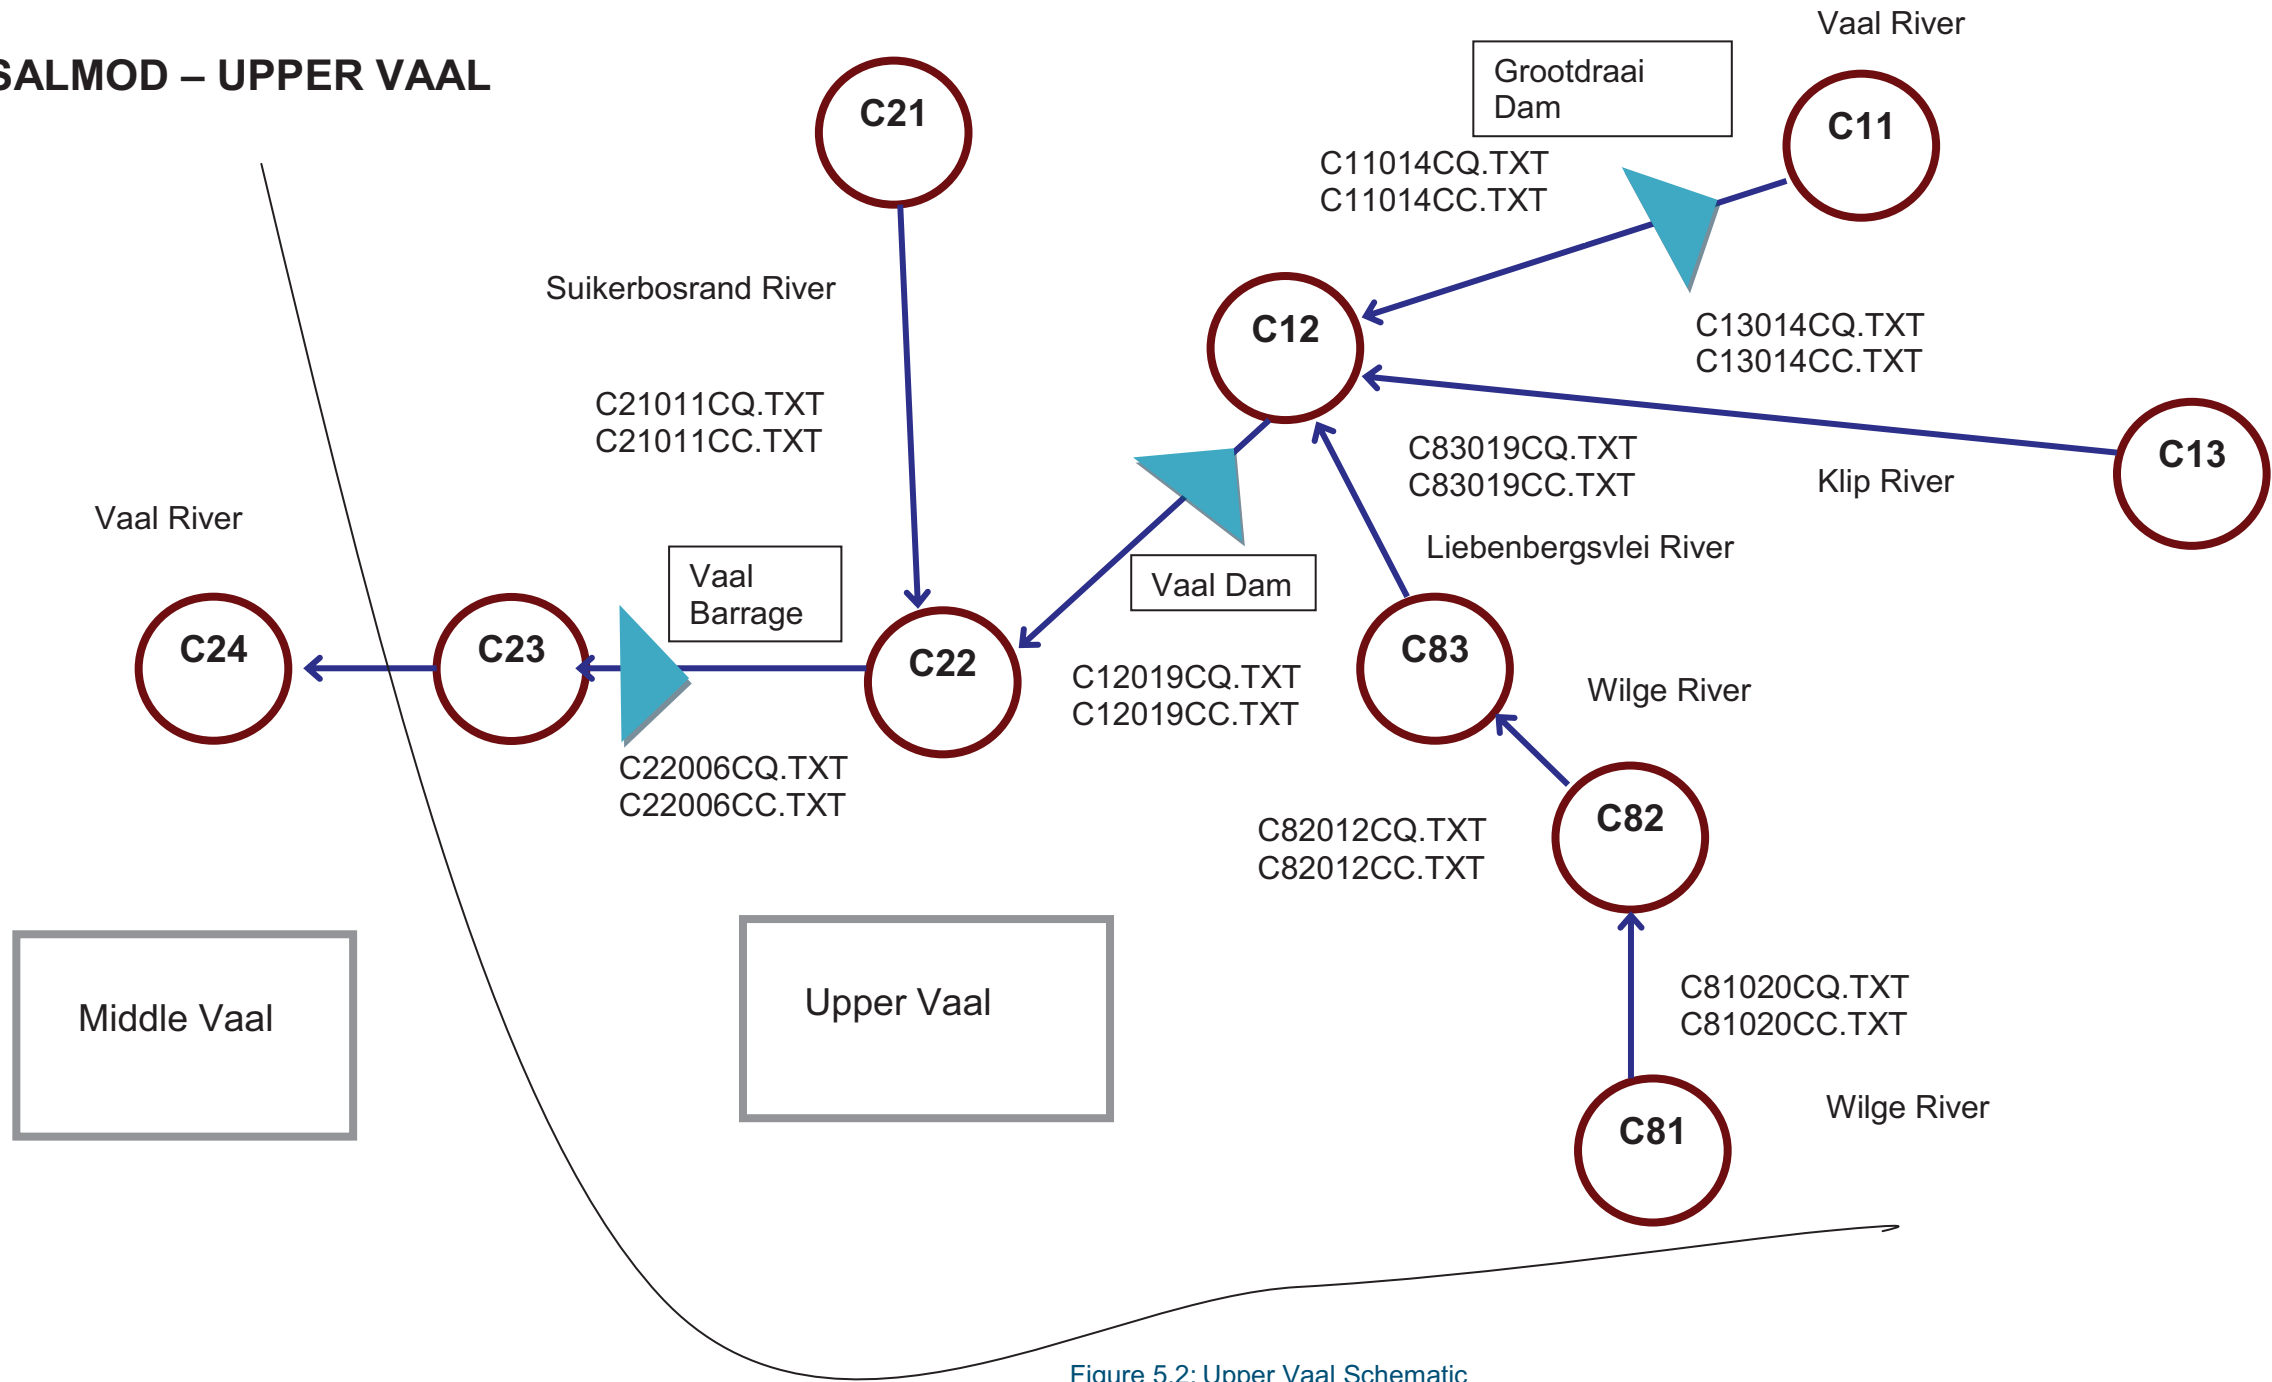 Vaal River
SALMOD – UPPER VAAL
Grootdraai
Dam
C21
C11
C11014CQ.TXT
C11014CC.TXT
Suikerbosrand River
C12
C13014CQ.TXT
C13014CC.TXT
C21011CQ.TXT
C21011CC.TXT
C83019CQ.TXT
C83019CC.TXT
C13
Klip River
Vaal River
Liebenbergsvlei River
Vaal
Barrage
Vaal Dam
C24
C23
C22
C83
C12019CQ.TXT
C12019CC.TXT
Wilge River
C22006CQ.TXT
C22006CC.TXT
C82012CQ.TXT
C82012CC.TXT
C82
Middle Vaal
Upper Vaal
C81020CQ.TXT
C81020CC.TXT
Wilge River
C81
Figure 5.2: Upper Vaal Schematic